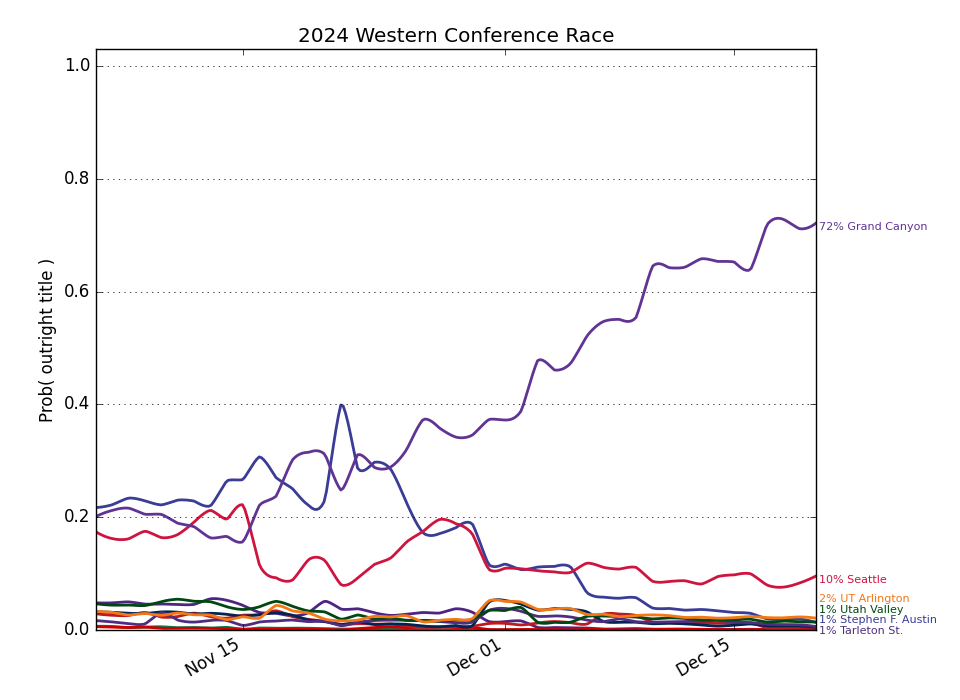 2024 Western Conference Race
Prob( outright title )
1.0
0.8
0.6
0.4
0.2
0.0
72% Grand Canyon
10% Seattle
2% UT Arlington
1% Utah Valley
1% Stephen F. Austin
1% Tarleton St.
Nov 15
Dec 01
Dec 15